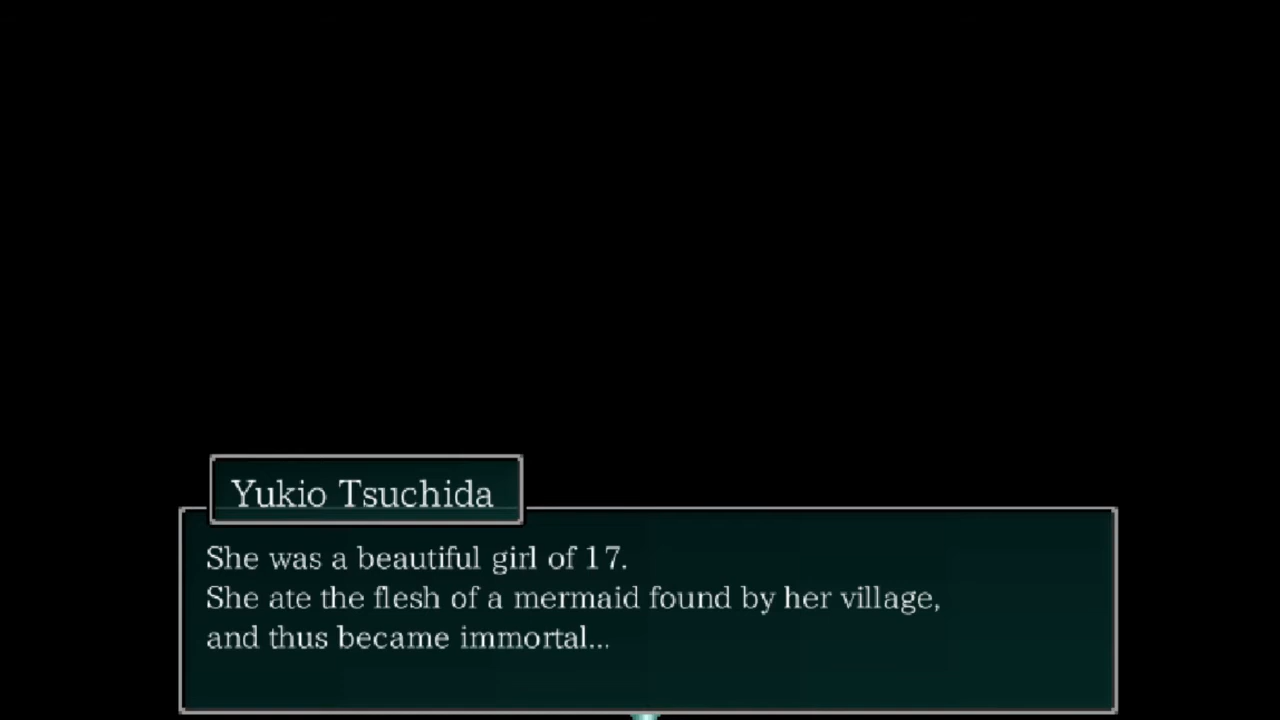 Yukio Tsuchida
She was a beautiful girl of 17.
She ate the flesh of a mermaid found by her village,
and thus became immortal...